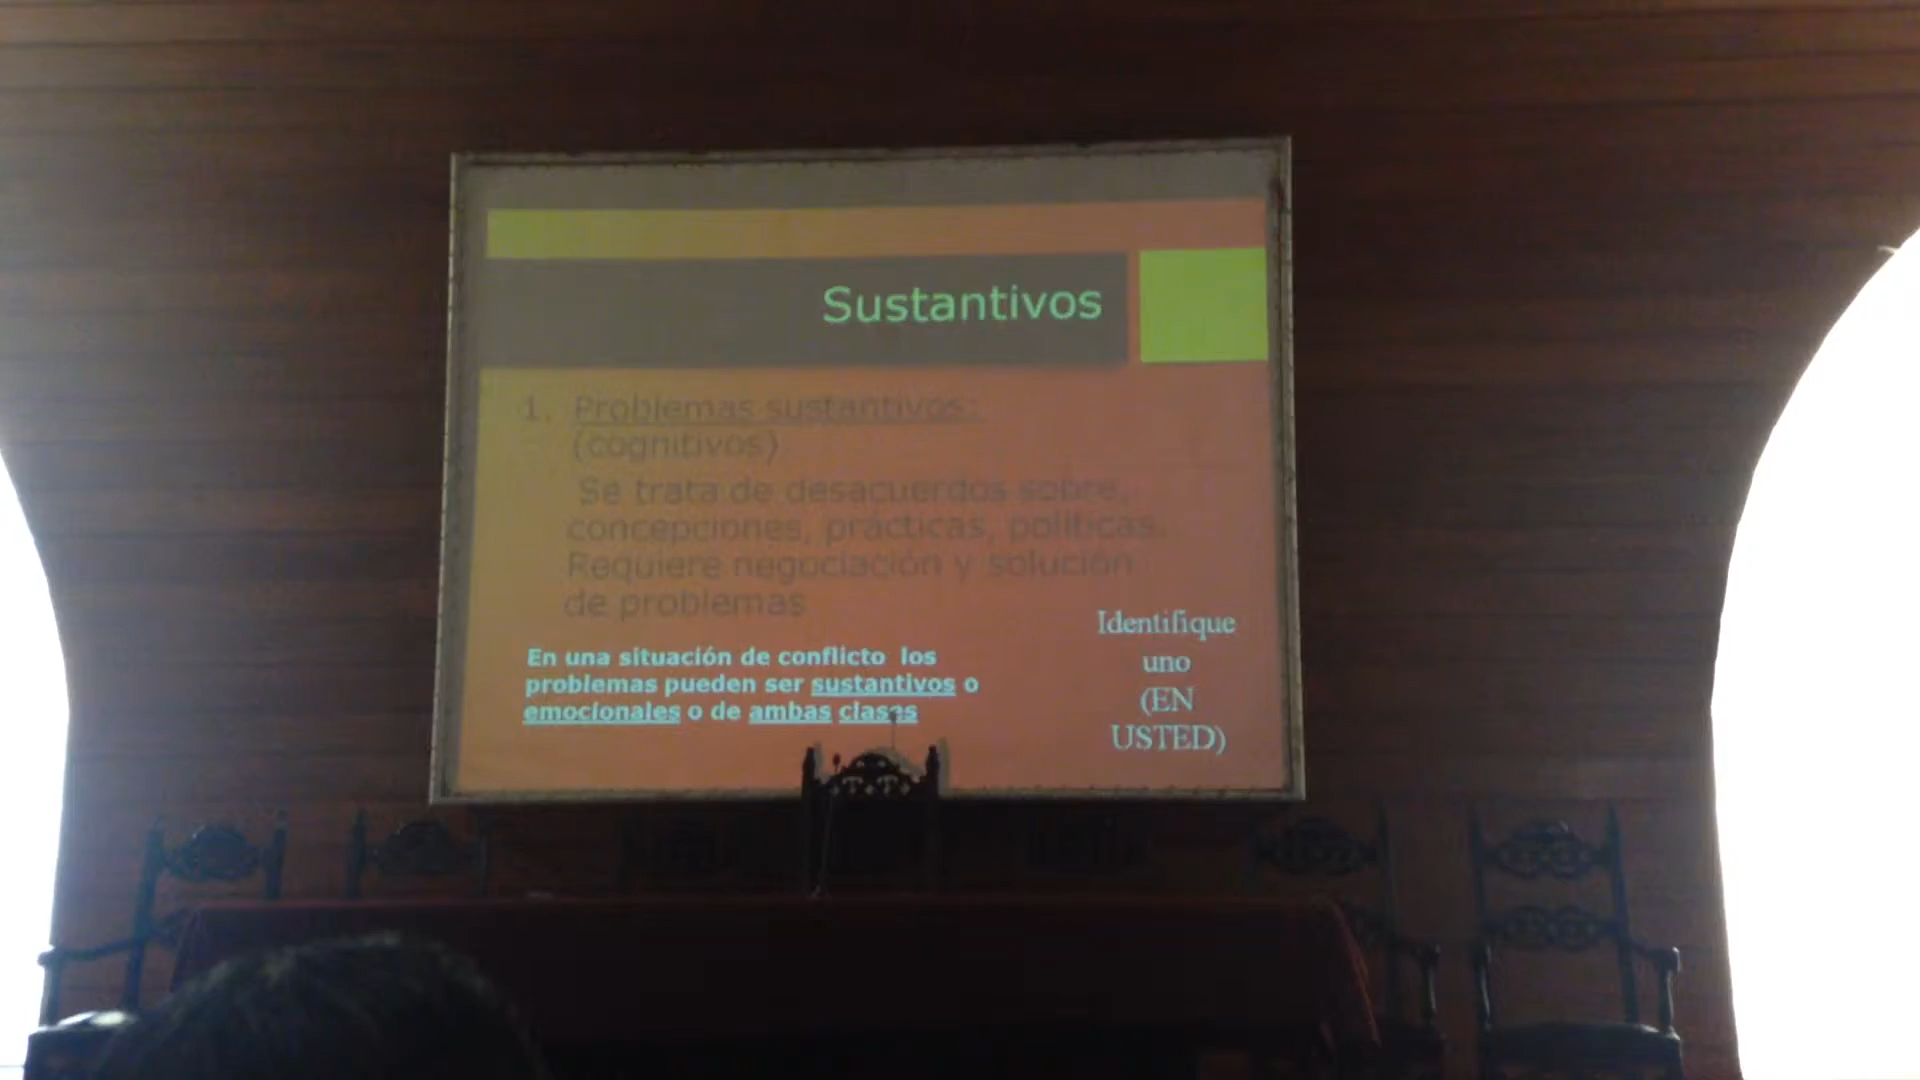 Sustantivos
1. Problemas sustantivos:
(cognitivos)
Se trata de desacuerdos sobre,
concepciones, prácticas, políticas.
Requiere negociación y solución
de problemas
En una situación de conflicto los
problemas pueden ser sustantivos o
emocionales o de ambas clases
Identifique
uno
(EN
USTED)